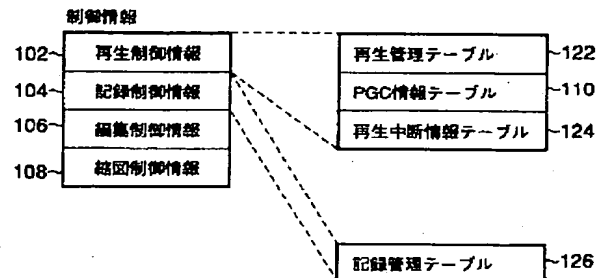 制御情報
102 再生制御情報
104 記録制御情報
106 編集制御情報
108 縮図制御情報
再生管理テーブル 122
PGC情報テーブル 110
再生中断情報テーブル 124
記録管理テーブル 126